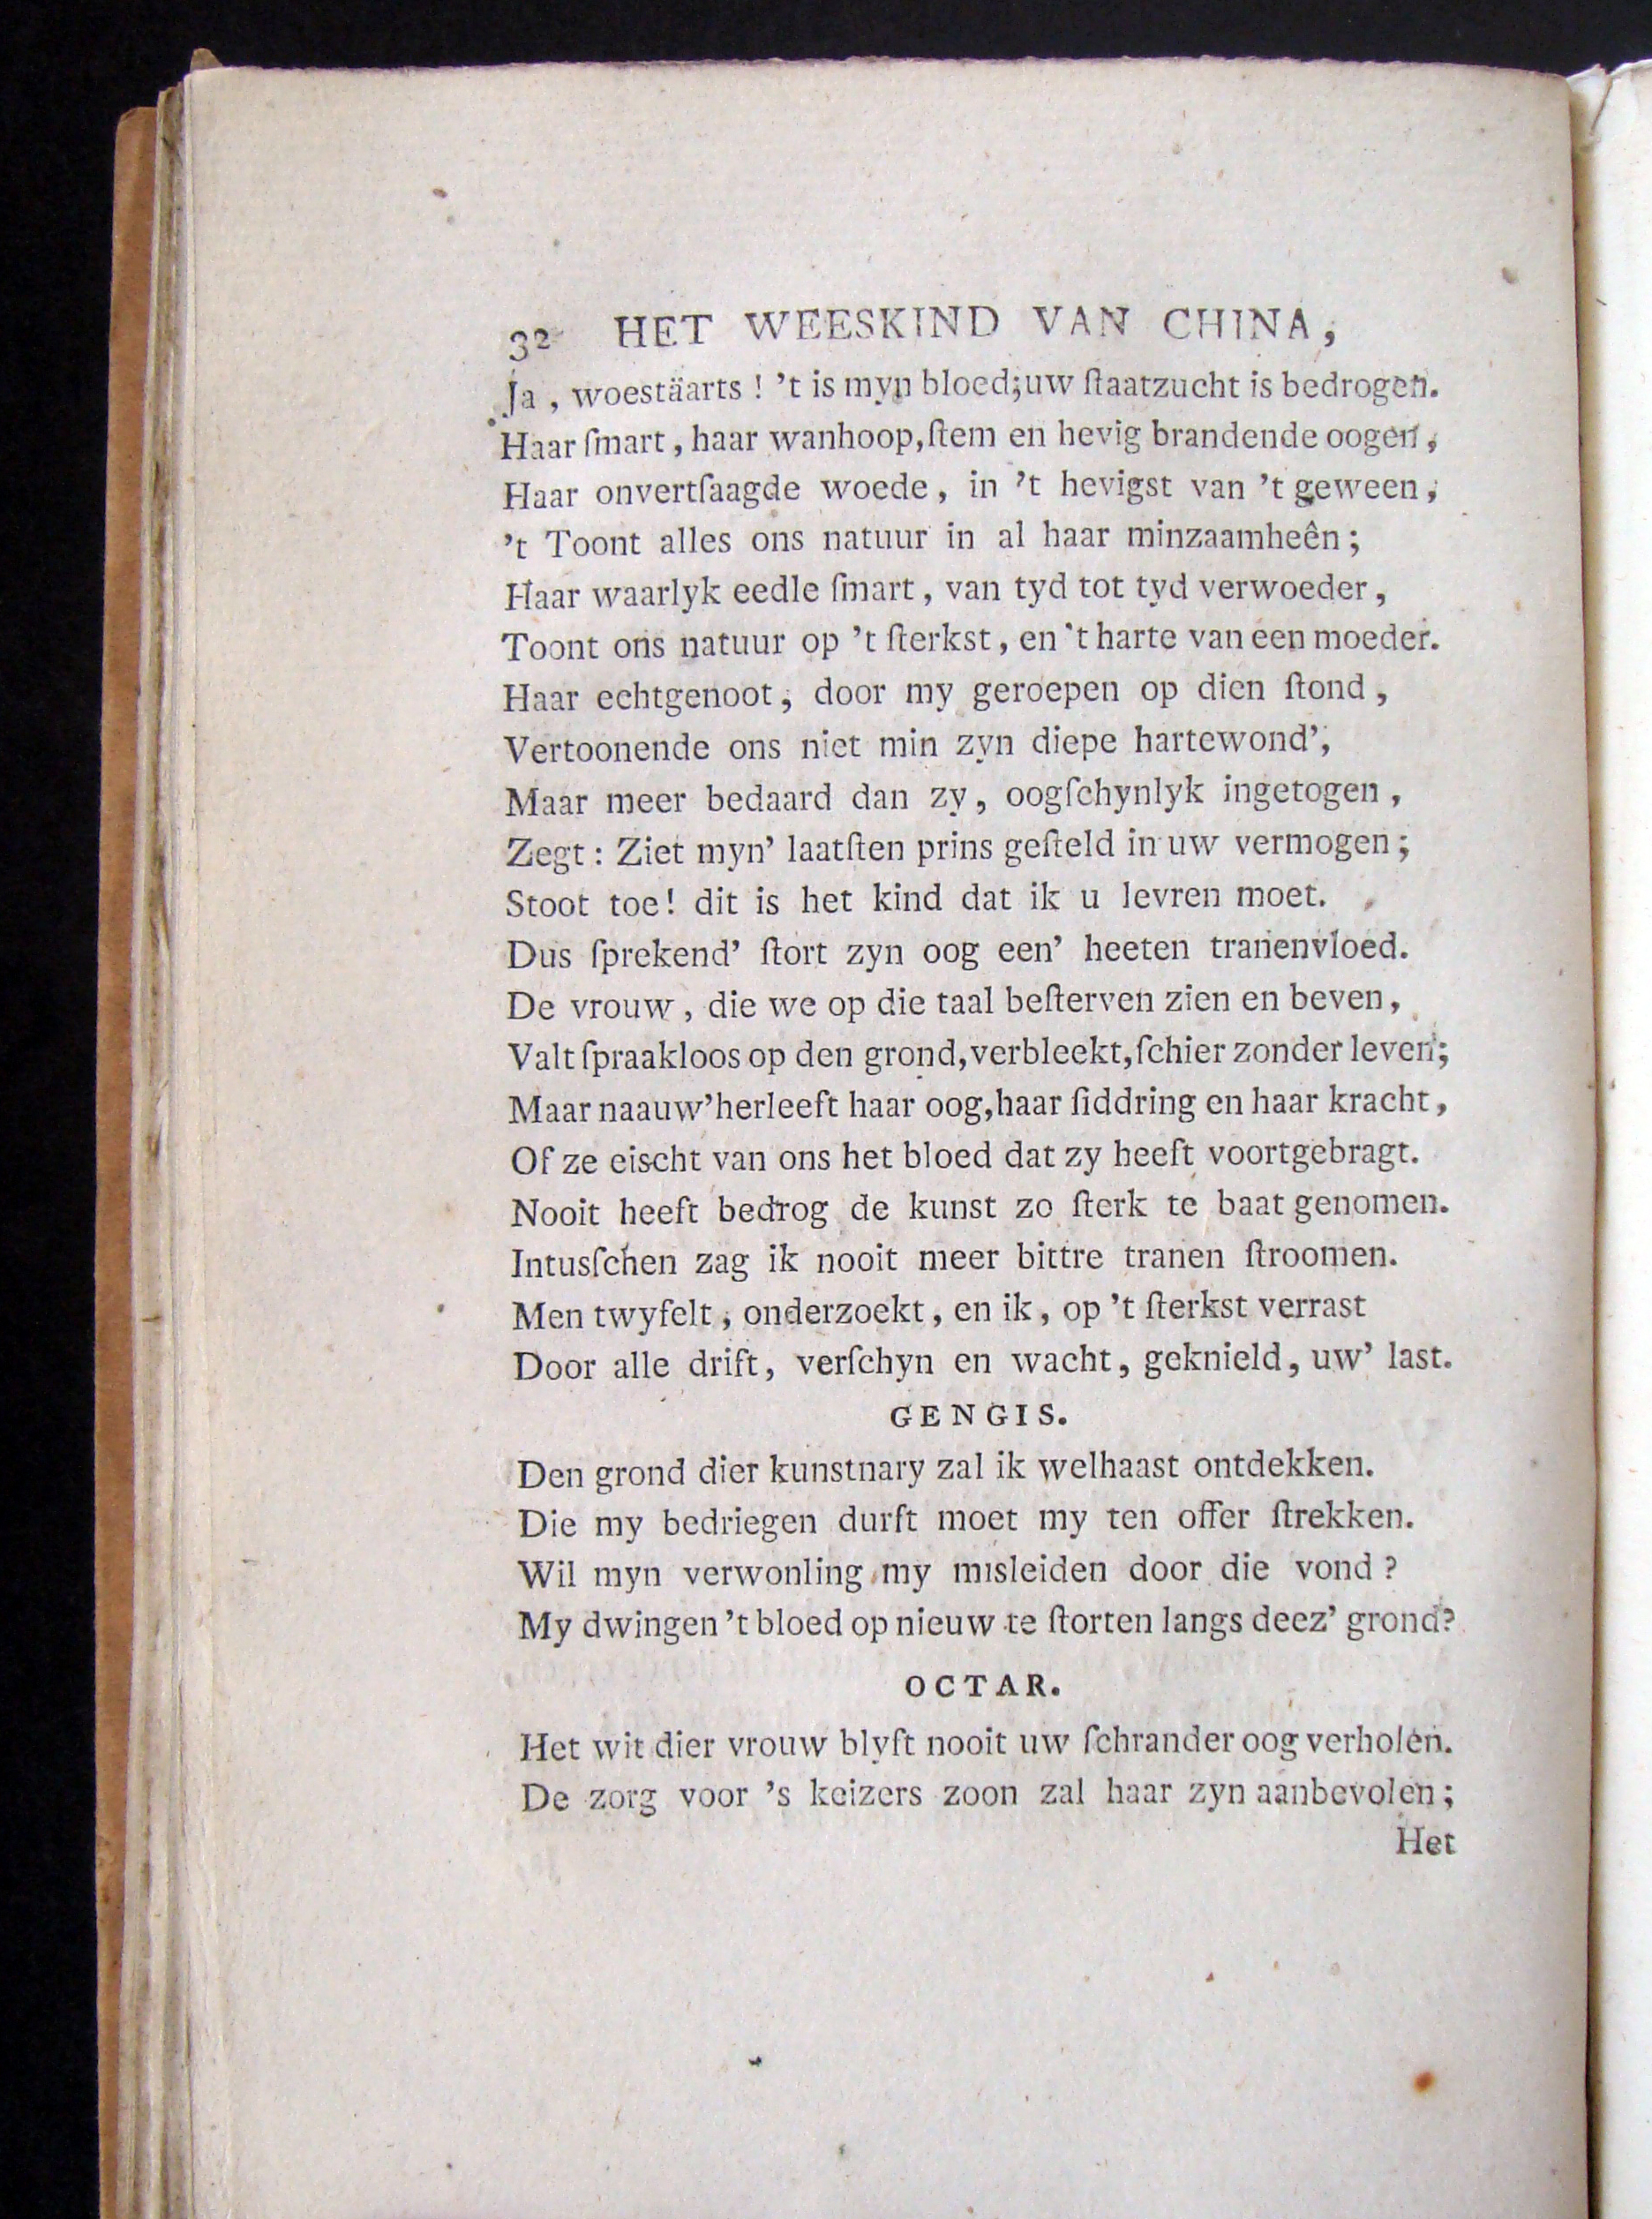 32 HET WEESKIND VAN CHINA,
Ja, woestäarts! 't is myn bloed; uw ſtaatzucht is bedrogen.
Haar ſmart, haar wanhoop, ſtem en hevig brandende oogen,
Haar onvertſaagde woede, in 't hevigst van 't geween,
't Toont alles ons natuur in al haar minzaamheên;
Haar waarlyk eedle ſmart, van tyd tot tyd verwoeder,
Toont ons natuur op 't ſterkst, en 't harte van een moeder.
Haar echtgenoot, door my geroepen op dien ſtond,
Vertoonende ons niet min zyn diepe hartewond',
Maar meer bedaard dan zy, oogſchynlyk ingetogen,
Zegt: Ziet myn' laatſten prins geſteld in uw vermogen;
Stoot toe! dit is het kind dat ik u levren moet.
Dus ſprekend' ſtort zyn oog een' heeten tranenvloed.
De vrouw, die we op die taal beſterven zien en beven,
Valt ſpraakloos op den grond, verbleekt, ſchier zonder leven;
Maar naauw' herleeft haar oog, haar ſiddring en haar kracht,
Of ze eischt van ons het bloed dat zy heeft voortgebragt.
Nooit heeft bedrog de kunst zo ſterk te baat genomen.
Intusſchen zag ik nooit meer bittre tranen ſtroomen.
Men twyfelt, onderzoekt, en ik, op 't ſterkst verrast
Door alle drift, verſchyn en wacht, geknield, uw' last.
GENGIS.
Den grond dier kunstnary zal ik welhaast ontdekken.
Die my bedriegen durft moet my ten offer ſtrekken.
Wil myn verwonling my misleiden door die vond?
My dwingen 't bloed op nieuw te ſtorten langs deez' grond?
OCTAR.
Het wit dier vrouw blyft nooit uw ſchrander oog verholen.
De zorg voor 's keizers zoon zal haar zyn aanbevolen;
Het